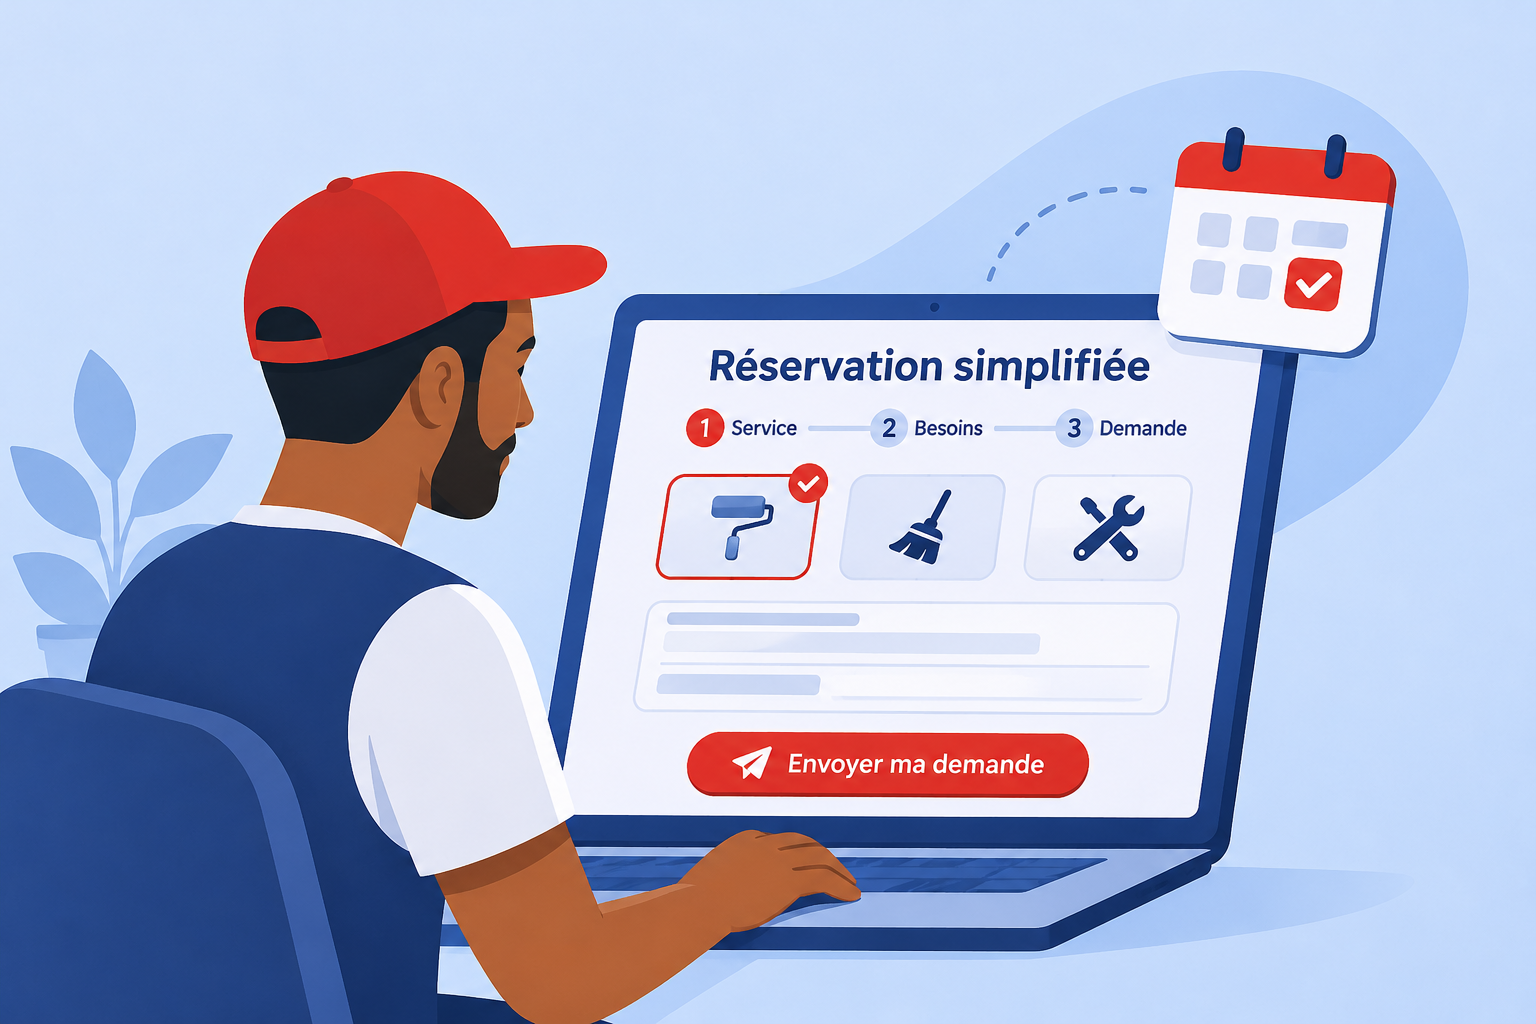 Réservation simplifiée
1 Service 2 Besoins 3 Demande
Envoyer ma demande